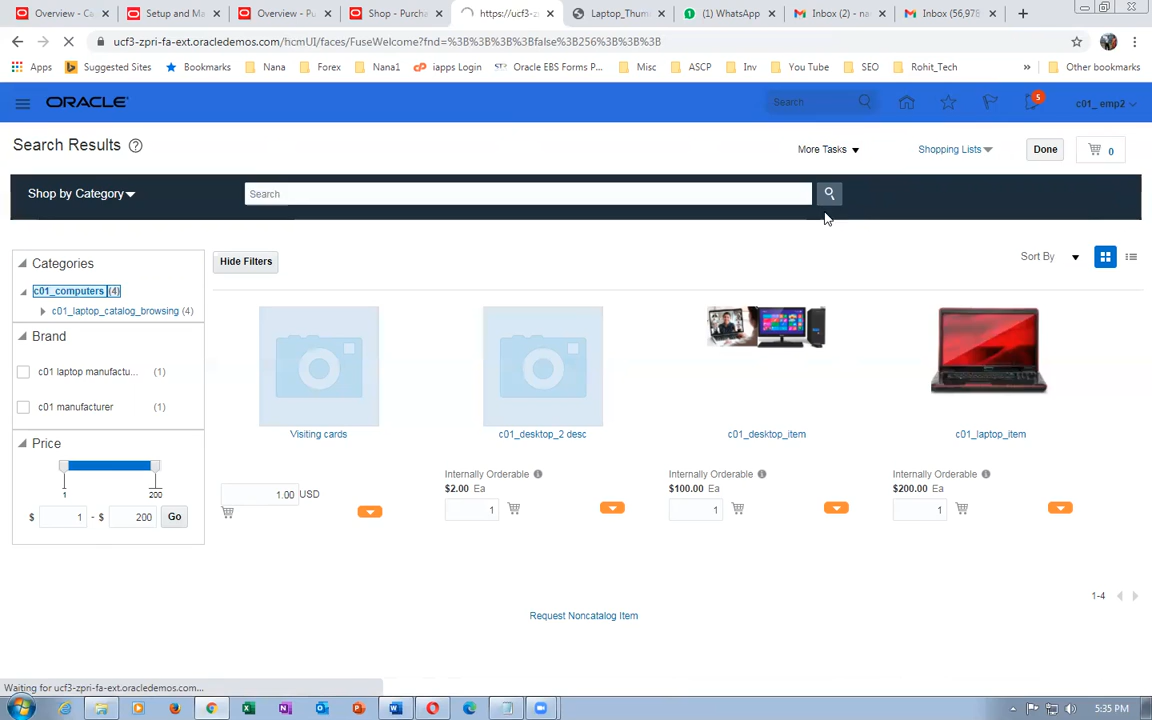 Overview - C
Setup and Ma
Overview - Pu
Shop - Purcha
https://ucf3-z
Laptop_Thum
(1) WhatsApp
Inbox (2) - na
Inbox (56,978
ucf3-zpri-fa-ext.oracledemos.com/hcmUI/faces/FuseWelcome?fnd=%3B%3B%3B%3Bfalse%3B256%3B%3B%3B
Apps
Suggested Sites
Bookmarks
Nana
Forex
Nana1
iapps Login
Oracle EBS Forms P...
Misc
ASCP
Inv
You Tube
SEO
Rohit_Tech
»
Other bookmarks
ORACLE
Search
5
c01_ emp2
Search Results ?
More Tasks
Shopping Lists
Done
0
Shop by Category
Search
Categories
c01_computers (4)
c01_laptop_catalog_browsing (4)
Brand
c01 laptop manufactu... (1)
c01 manufacturer (1)
Price
1 200
$ 1 - $ 200 Go
Hide Filters
Sort By
Visiting cards
c01_desktop_2 desc
c01_desktop_item
c01_laptop_item
1.00 USD
Internally Orderable
$2.00 Ea
1
Internally Orderable
$100.00 Ea
1
Internally Orderable
$200.00 Ea
1
1-4
Request Noncatalog Item
Waiting for ucf3-zpri-fa-ext.oracledemos.com...
5:35 PM